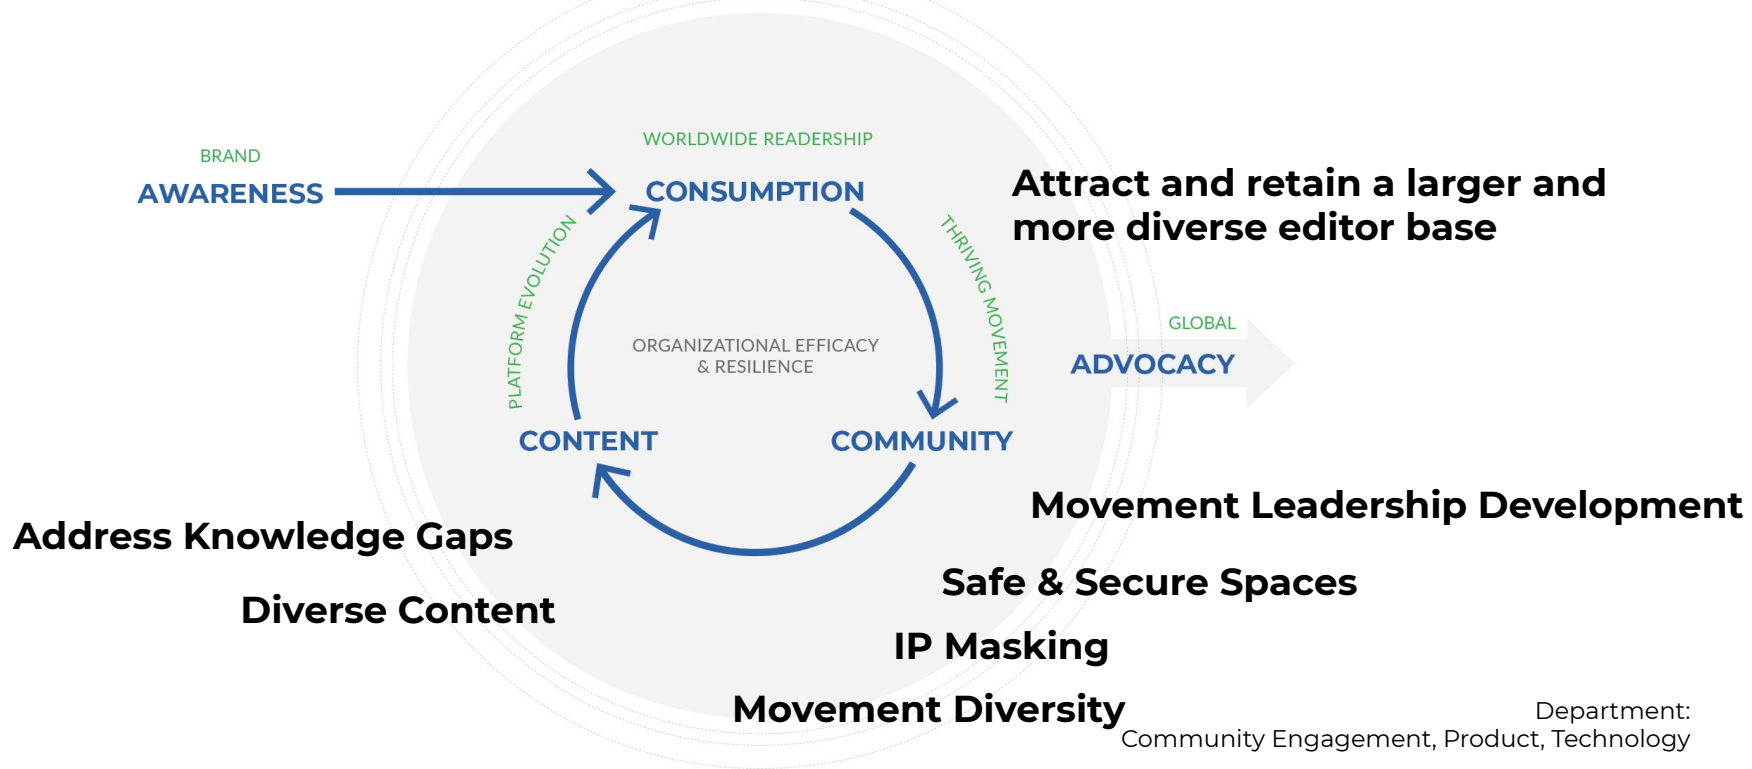 WORLDWIDE READERSHIP
BRAND
AWARENESS
CONSUMPTION
Attract and retain a larger and
more diverse editor base
PLATFORM EVOLUTION
THRIVING MOVEMENT
ORGANIZATIONAL EFFICACY
& RESILIENCE
GLOBAL
ADVOCACY
CONTENT
COMMUNITY
Movement Leadership Development
Address Knowledge Gaps
Safe & Secure Spaces
Diverse Content
IP Masking
Movement Diversity
Department:
Community Engagement, Product, Technology